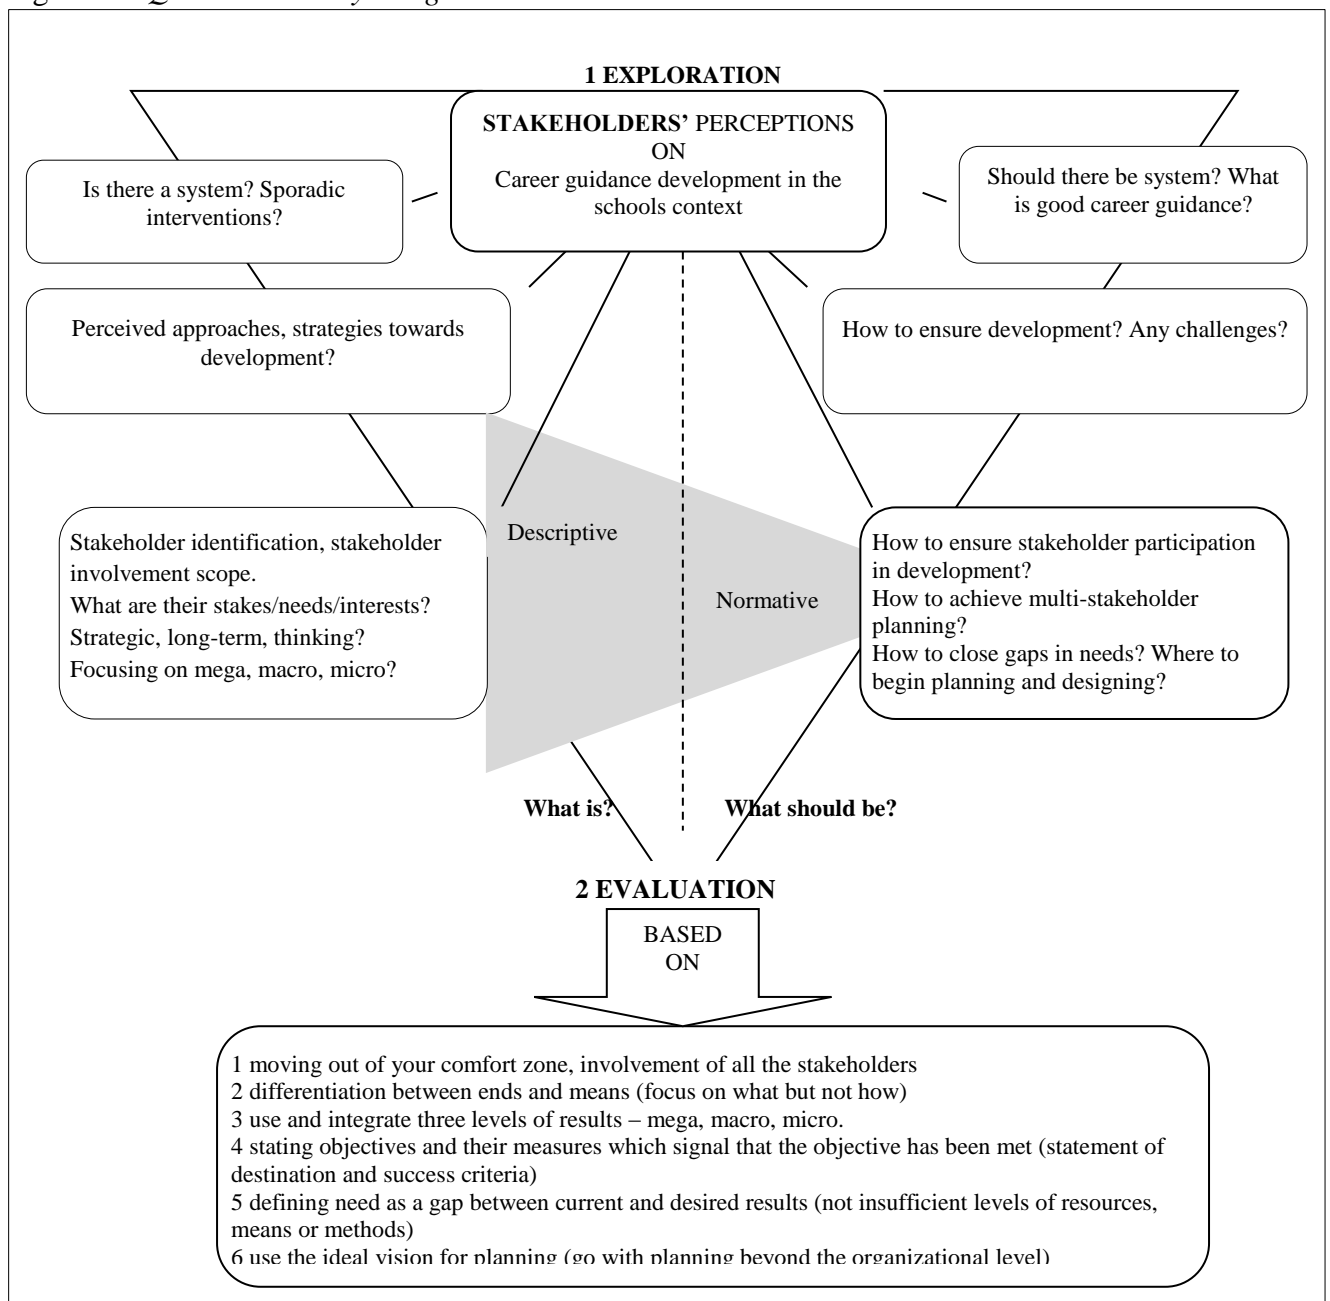 1 EXPLORATION
STAKEHOLDERS' PERCEPTIONS
ON
Career guidance development in the
schools context
Is there a system? Sporadic
interventions?
Should there be system? What
is good career guidance?
Perceived approaches, strategies towards
development?
How to ensure development? Any challenges?
Stakeholder identification, stakeholder
involvement scope.
What are their stakes/needs/interests?
Strategic, long-term, thinking?
Focusing on mega, macro, micro?
Descriptive
Normative
How to ensure stakeholder participation
in development?
How to achieve multi-stakeholder
planning?
How to close gaps in needs? Where to
begin planning and designing?
What is?
What should be?
2 EVALUATION
BASED
ON
1 moving out of your comfort zone, involvement of all the stakeholders
2 differentiation between ends and means (focus on what but not how)
3 use and integrate three levels of results – mega, macro, micro.
4 stating objectives and their measures which signal that the objective has been met (statement of
destination and success criteria)
5 defining need as a gap between current and desired results (not insufficient levels of resources,
means or methods)
6 use the ideal vision for planning (go with planning beyond the organizational level)